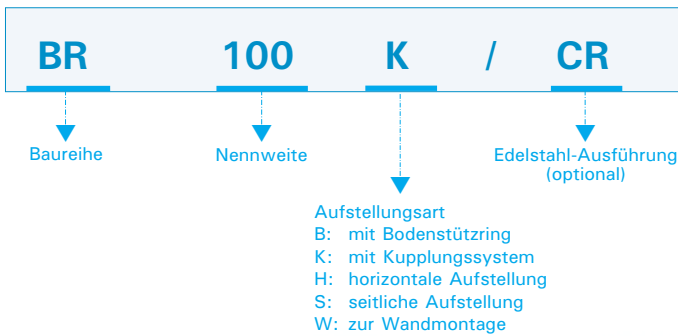 BR 100 K / CR
Baureihe Nennweite Edelstahl-Ausführung
(optional)
Aufstellungsart
B: mit Bodenstützring
K: mit Kupplungssystem
H: horizontale Aufstellung
S: seitliche Aufstellung
W: zur Wandmontage